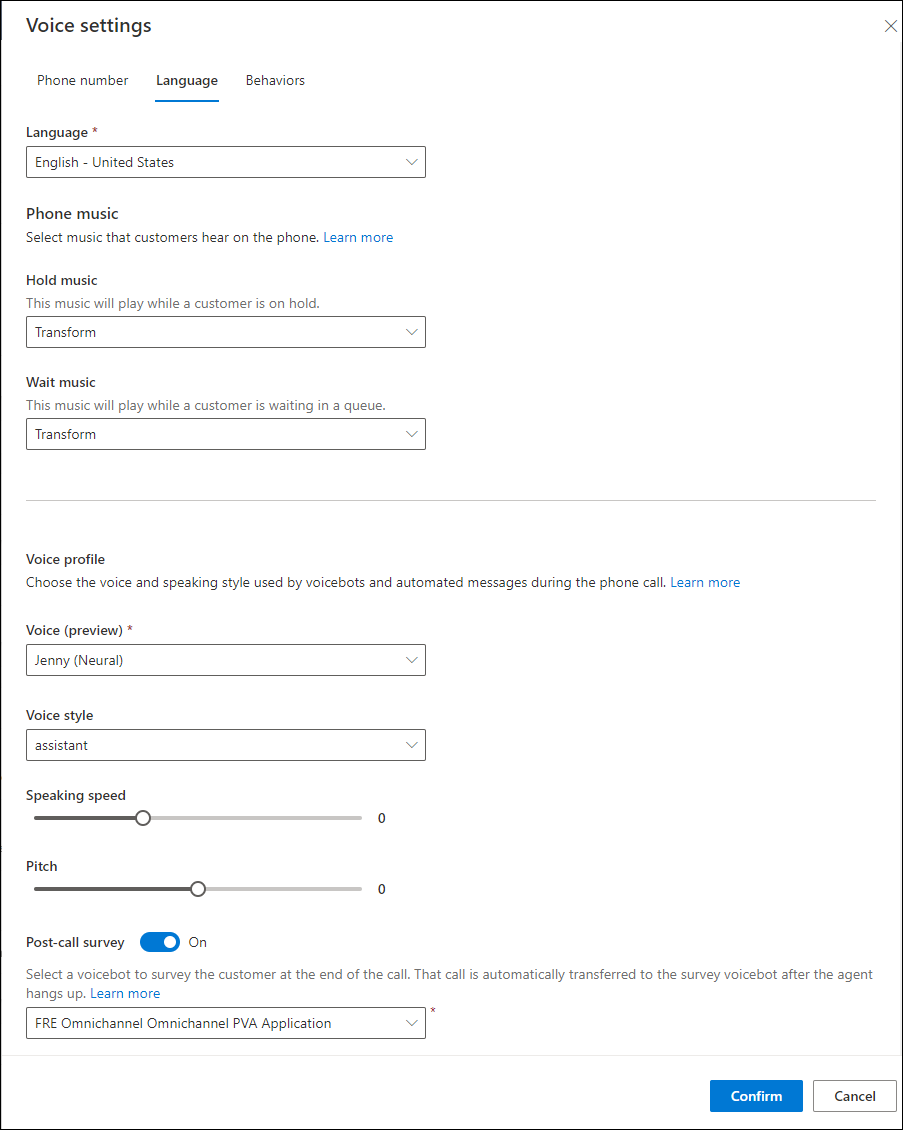 Voice settings
Phone number Language Behaviors
Language *
English - United States
Phone music
Select music that customers hear on the phone. Learn more
Hold music
This music will play while a customer is on hold.
Transform
Wait music
This music will play while a customer is waiting in a queue.
Transform
Voice profile
Choose the voice and speaking style used by voicebots and automated messages during the phone call. Learn more
Voice (preview) *
Jenny (Neural)
Voice style
assistant
Speaking speed
0
Pitch
0
Post-call survey On
Select a voicebot to survey the customer at the end of the call. That call is automatically transferred to the survey voicebot after the agent
hangs up. Learn more
FRE Omnichannel Omnichannel PVA Application *
Confirm Cancel